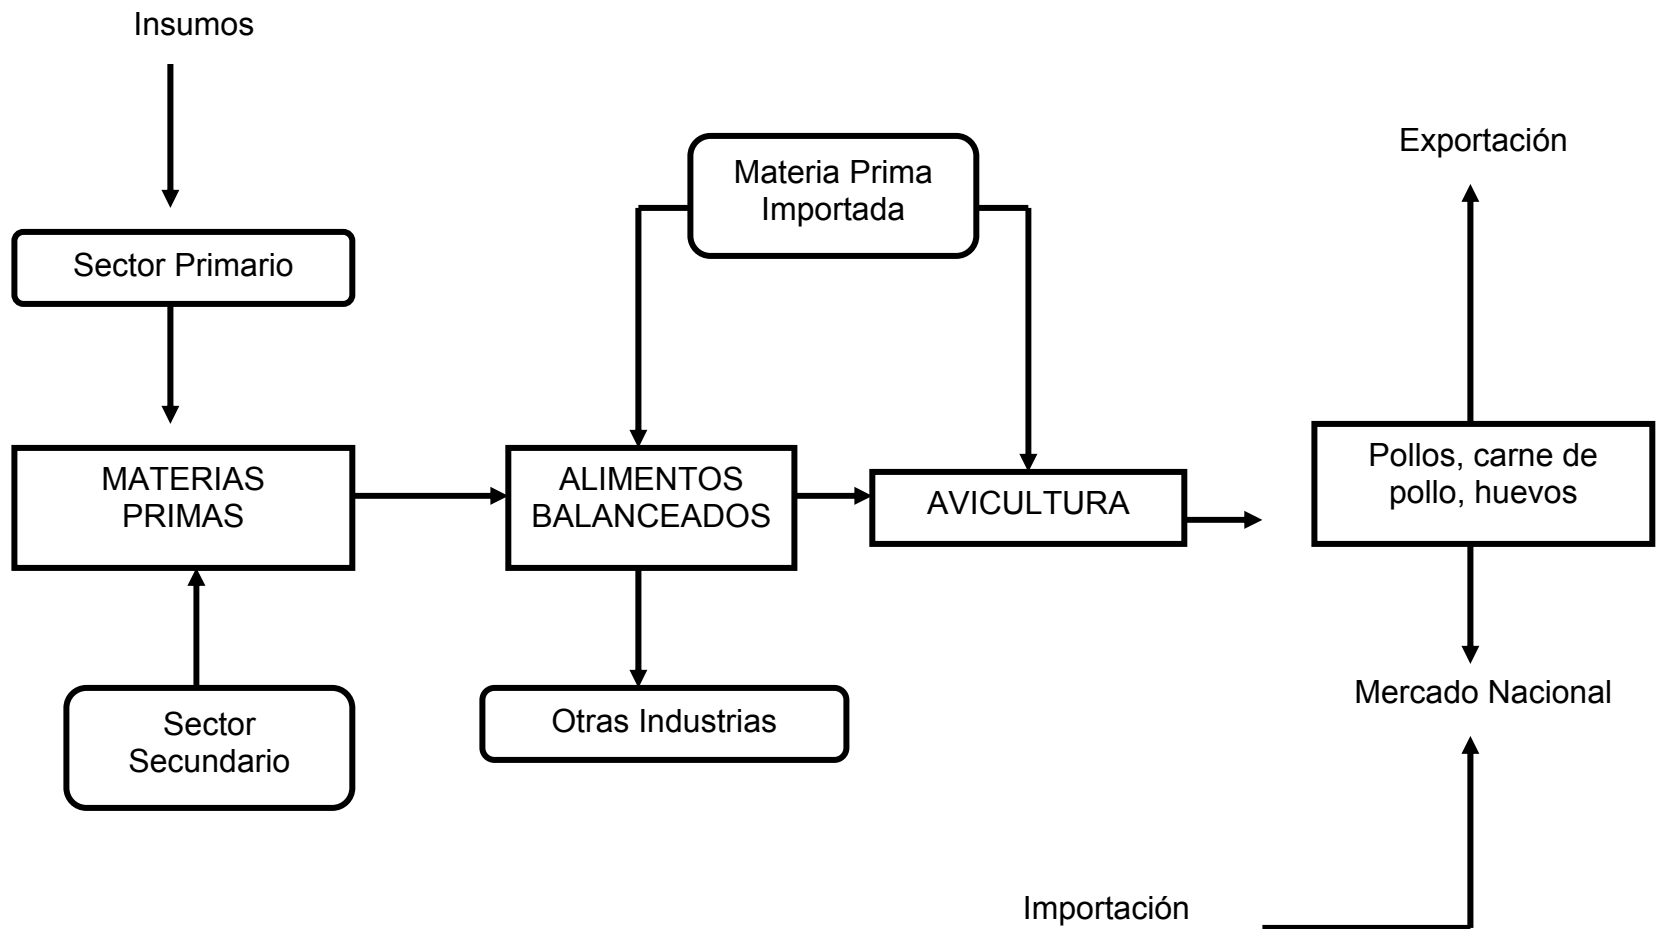 Insumos
Exportación
Materia Prima
Importada
Sector Primario
MATERIAS
PRIMAS
ALIMENTOS
BALANCEADOS
AVICULTURA
Pollos, carne de
pollo, huevos
Sector
Secundario
Otras Industrias
Mercado Nacional
Importación